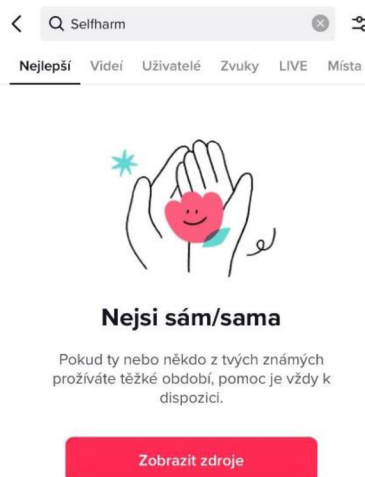 Selfharm
Nejlepší Videí Uživatelé Zvuky LIVE Místa
Nejsi sám/sama
Pokud ty nebo někdo z tvých známých
prožíváte těžké období, pomoc je vždy k
dispozici.
Zobrazit zdroje